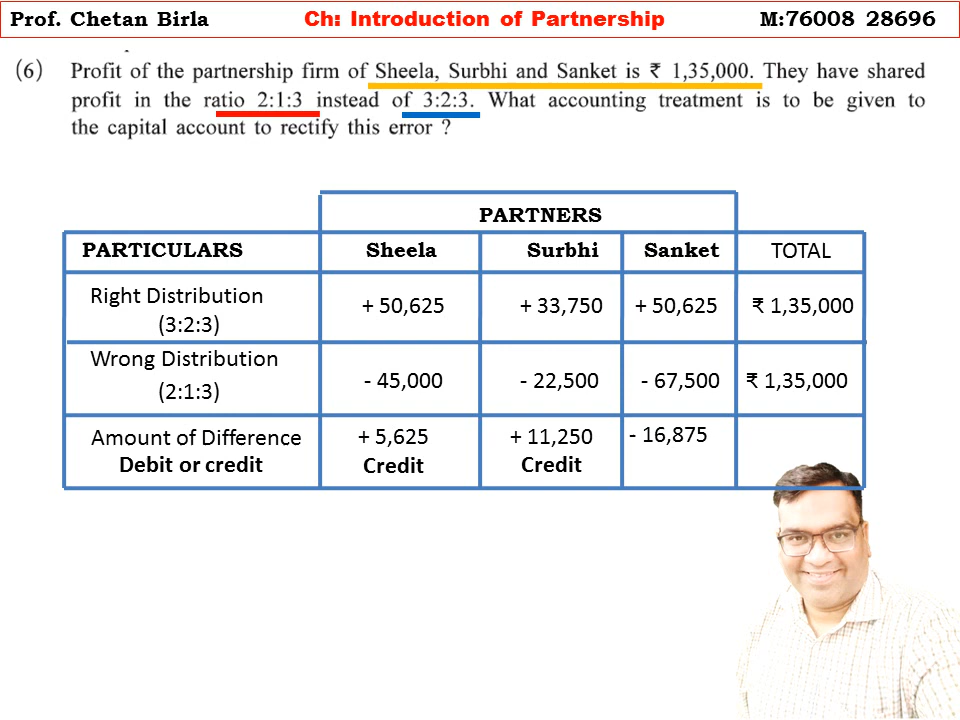 Prof. Chetan Birla Ch: Introduction of Partnership M:76008 28696
(6) Profit of the partnership firm of Sheela, Surbhi and Sanket is ₹ 1,35,000. They have shared
profit in the ratio 2:1:3 instead of 3:2:3. What accounting treatment is to be given to
the capital account to rectify this error ?
PARTNERS
PARTICULARS Sheela Surbhi Sanket TOTAL
Right Distribution
(3:2:3)
+ 50,625 + 33,750 + 50,625 ₹ 1,35,000
Wrong Distribution
(2:1:3)
- 45,000 - 22,500 - 67,500 ₹ 1,35,000
Amount of Difference + 5,625 + 11,250 - 16,875
Debit or credit Credit Credit